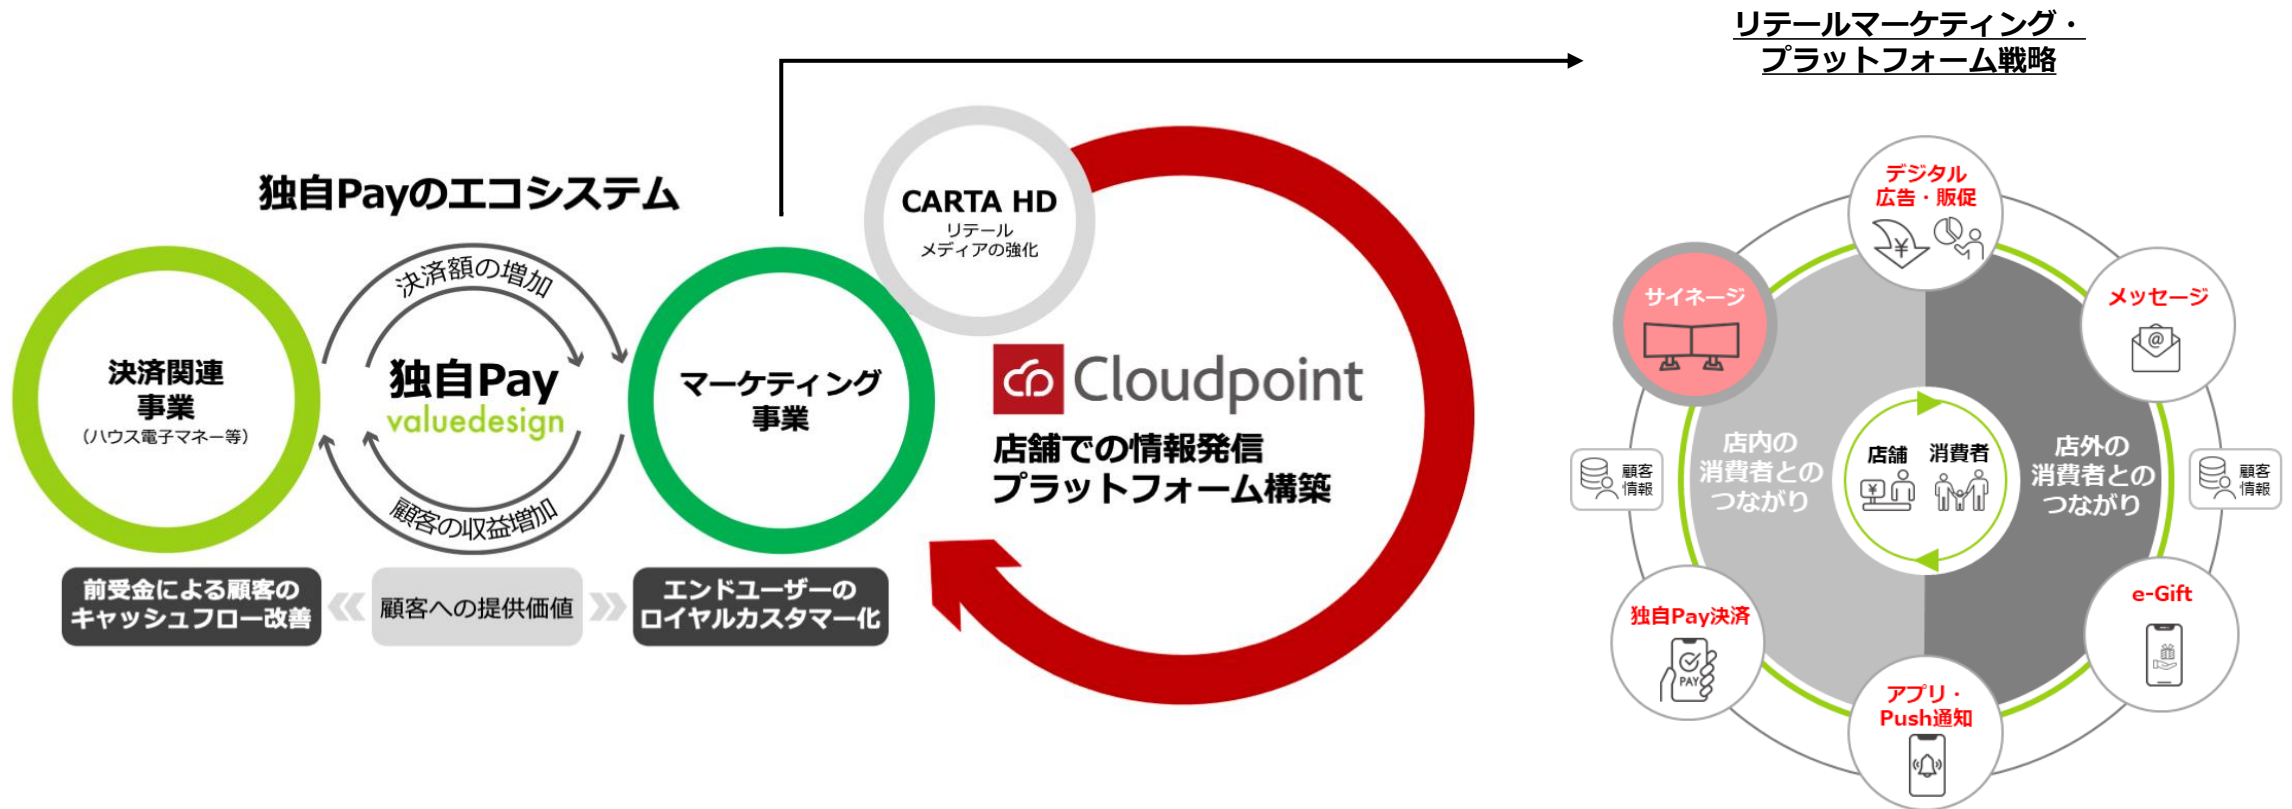 リテールマーケティング・
プラットフォーム戦略
独自Payのエコシステム
決済関連
事業
（ハウス電子マネー等）
決済額の増加
独自Pay
valuedesign
顧客の収益増加
マーケティング
事業
CARTA HD
リテール
メディアの強化
Cloudpoint
店舗での情報発信
プラットフォーム構築
前受金による顧客の
キャッシュフロー改善
顧客への提供価値
エンドユーザーの
ロイヤルカスタマー化
デジタル
広告・販促
¥
サイネージ
メッセージ
@
店内の
消費者との
つながり
店舗
¥
消費者
店外の
消費者との
つながり
顧客
情報
顧客
情報
独自Pay決済
PAY
e-Gift
アプリ・
Push通知